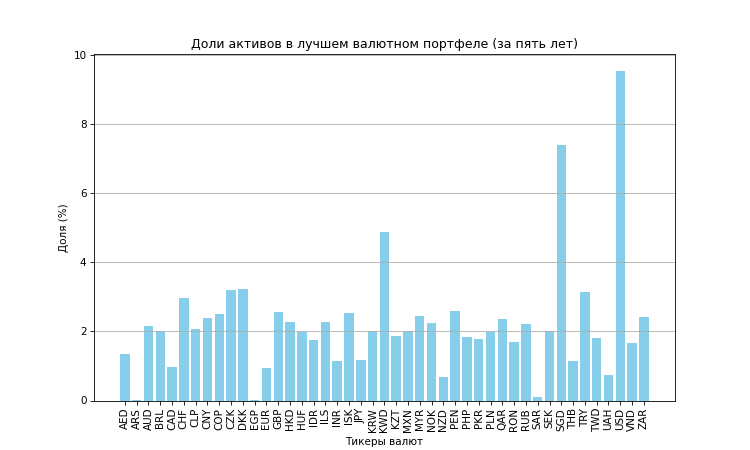 Доли активов в лучшем валютном портфеле (за пять лет)
Доля (%)
10
8
6
4
2
0
AED ARS AUD BRL CAD CHF CLP CNY COP CZK DKK EGP EUR GBP HKD HUF IDR ILS INR ISK JPY KRW KWD KZT MXN MYR NOK NZD PEN PHP PKR PLN QAR RON RUB SAR SEK SGD THB TRY TWD UAH USD VND ZAR
Тикеры валют